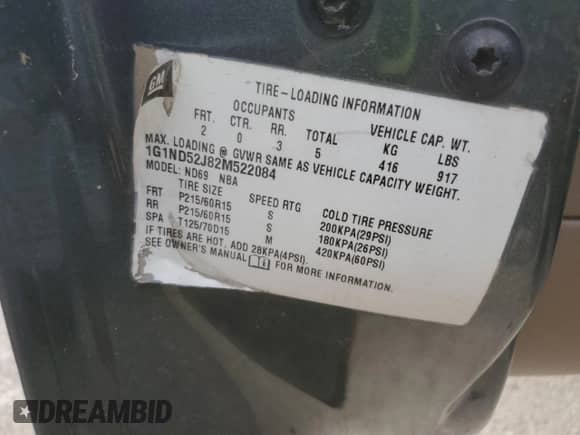 GM
TIRE-LOADING INFORMATION
OCCUPANTS VEHICLE CAP. WT.
FRT. CTR. RR. TOTAL KG LBS
2 0 3 5 416 917
MAX. LOADING @ GVWR SAME AS VEHICLE CAPACITY WEIGHT.
1G1ND52J82M522084
MODEL: ND69 NBA
TIRE SIZE SPEED RTG COLD TIRE PRESSURE
FRT P215/60R15 S 200KPA(29PSI)
RR P215/60R15 S 180KPA(26PSI)
SPA T125/70D15 M 420KPA(60PSI)
IF TIRES ARE HOT, ADD 28KPA(4PSI).
SEE OWNER'S MANUAL i FOR MORE INFORMATION.
DREAMBID